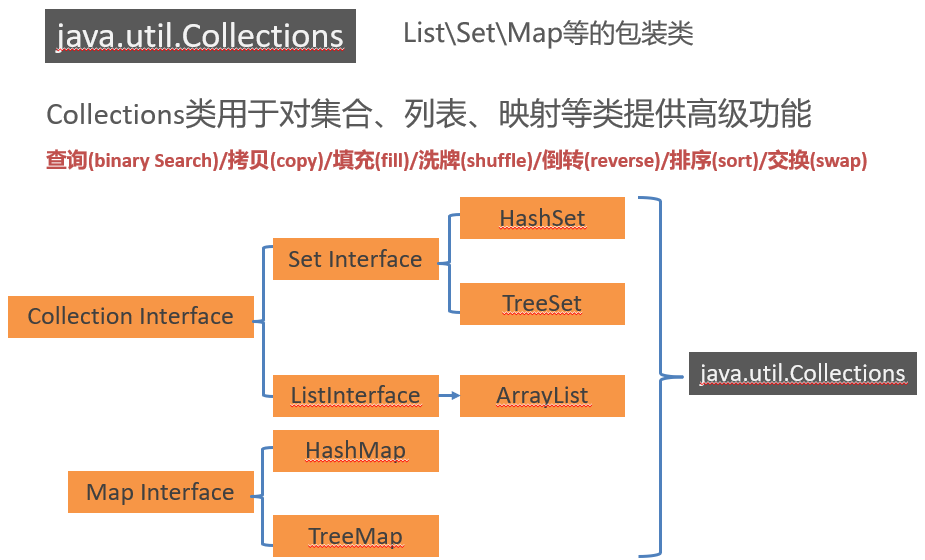 java.util.Collections
List\Set\Map等的包装类
Collections类用于对集合、列表、映射等类提供高级功能
查询(binary Search)/拷贝(copy)/填充(fill)/洗牌(shuffle)/倒转(reverse)/排序(sort)/交换(swap)
HashSet
Set Interface
TreeSet
Collection Interface
java.util.Collections
ListInterface
ArrayList
HashMap
Map Interface
TreeMap